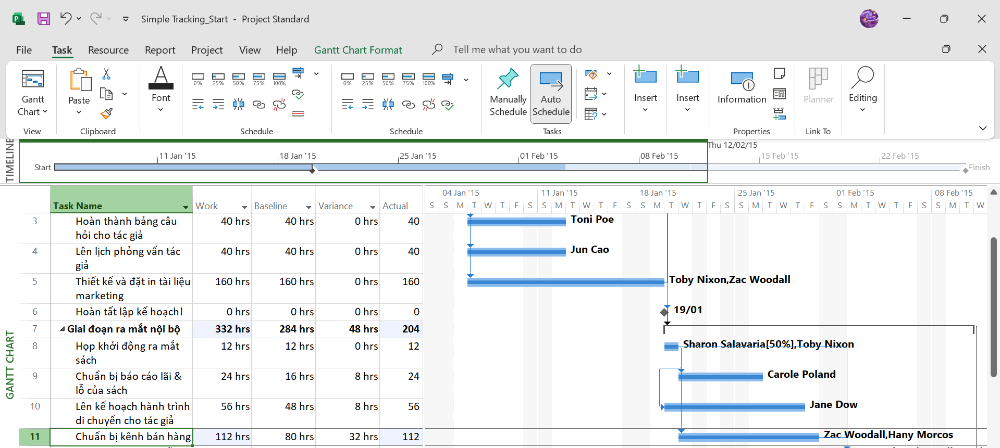 Simple Tracking_Start - Project Standard
File Task Resource Report Project View Help Gantt Chart Format Tell me what you want to do
Gantt Chart
Paste
Font
0% 25% 50% 75% 100%
0% 25% 50% 75% 100%
Manually Schedule
Auto Schedule
Insert
Insert
Information
Planner
Editing
View Clipboard Schedule Schedule Tasks Properties Link To
TIMELINE
Thu 12/02/15
11 Jan '15 18 Jan '15 25 Jan '15 01 Feb '15 08 Feb '15 15 Feb '15 22 Feb '15
Start Finish
GANTT CHART
Task Name Work Baseline Variance Actual
04 Jan '15 11 Jan '15 18 Jan '15 25 Jan '15 01 Feb '15 08 Feb '15
S S M T W T F S S M T W T F S S M T W T F S S M T W T F S S M T W T F S S M T W
3 Hoàn thành bảng câu hỏi cho tác giả 40 hrs 40 hrs 0 hrs 40 Toni Poe
4 Lên lịch phỏng vấn tác giả 40 hrs 40 hrs 0 hrs 40 Jun Cao
5 Thiết kế và đặt in tài liệu marketing 160 hrs 160 hrs 0 hrs 160 Toby Nixon,Zac Woodall
6 Hoàn tất lập kế hoạch! 0 hrs 0 hrs 0 hrs 0 19/01
7 Giai đoạn ra mắt nội bộ 332 hrs 284 hrs 48 hrs 204
8 Họp khởi động ra mắt sách 12 hrs 12 hrs 0 hrs 12 Sharon Salavaria[50%],Toby Nixon
9 Chuẩn bị báo cáo lãi & lỗ của sách 24 hrs 16 hrs 8 hrs 24 Carole Poland
10 Lên kế hoạch hành trình di chuyển cho tác giả 56 hrs 48 hrs 8 hrs 56 Jane Dow
11 Chuẩn bị kênh bán hàng 112 hrs 80 hrs 32 hrs 112 Zac Woodall,Hany Morcos